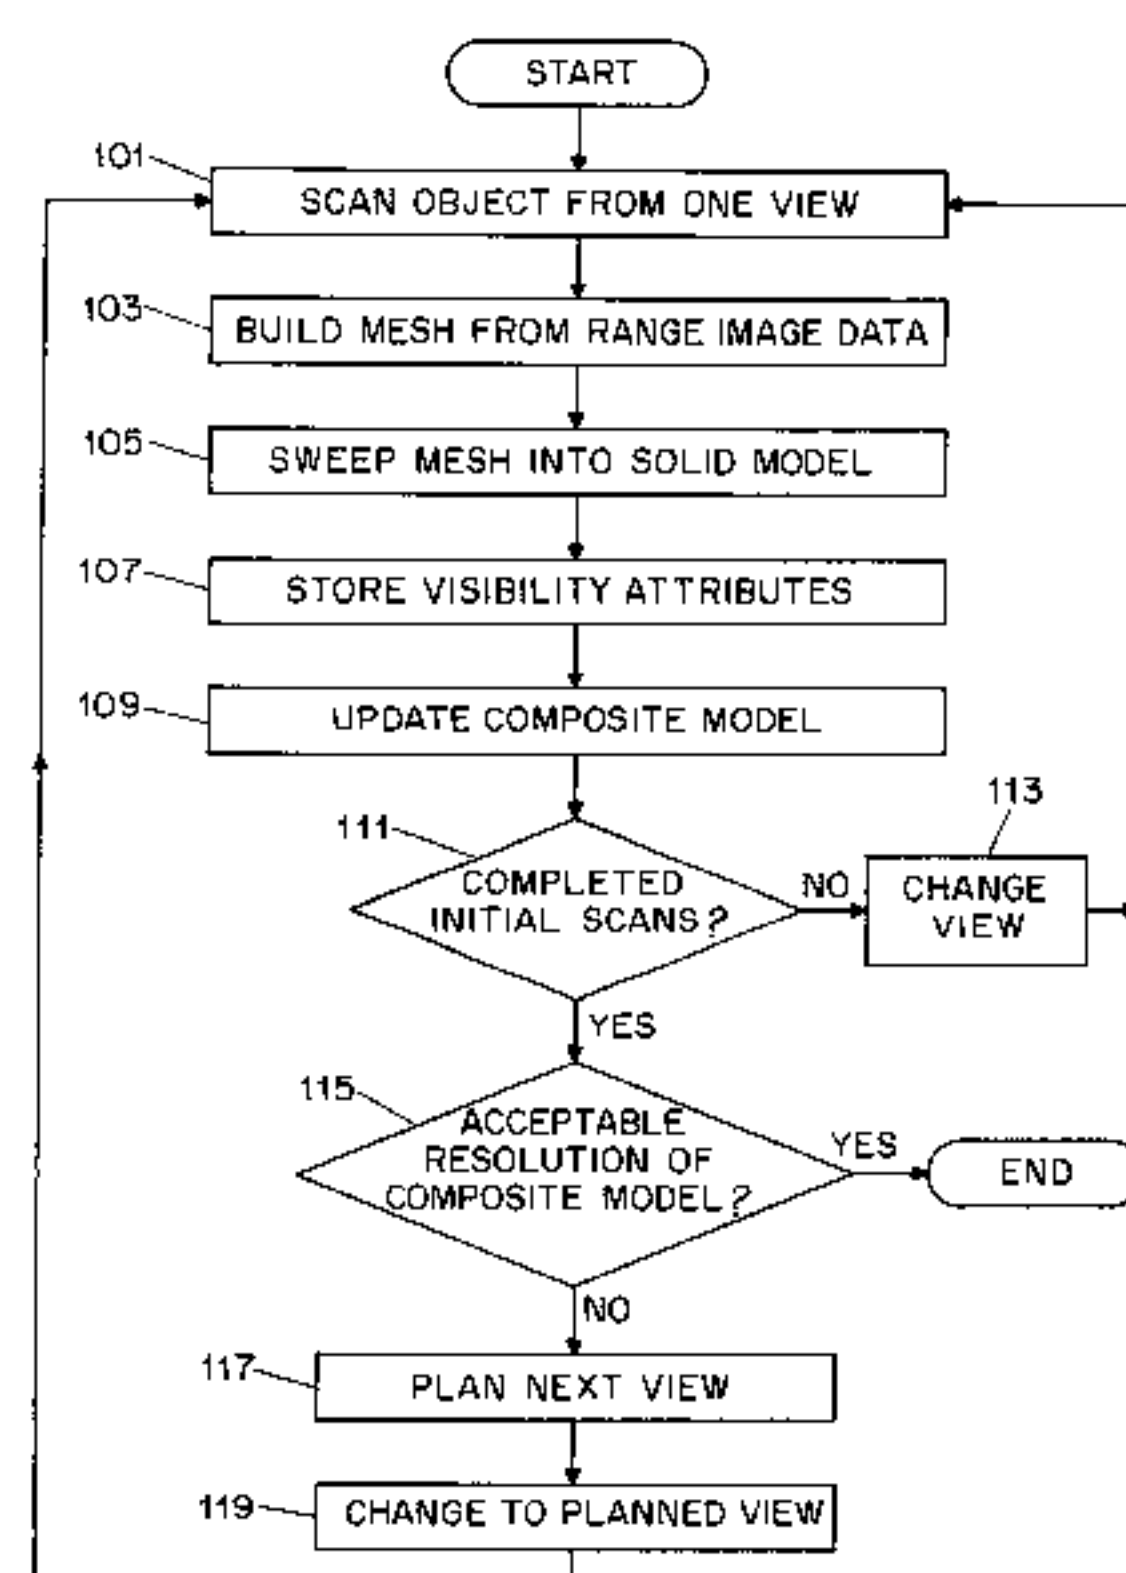 START
101
SCAN OBJECT FROM ONE VIEW
103
BUILD MESH FROM RANGE IMAGE DATA
105
SWEEP MESH INTO SOLID MODEL
107
STORE VISIBILITY ATTRIBUTES
109
UPDATE COMPOSITE MODEL
111
COMPLETED
INITIAL SCANS?
NO
113
CHANGE
VIEW
YES
115
ACCEPTABLE
RESOLUTION OF
COMPOSITE MODEL?
YES
END
NO
117
PLAN NEXT VIEW
119
CHANGE TO PLANNED VIEW